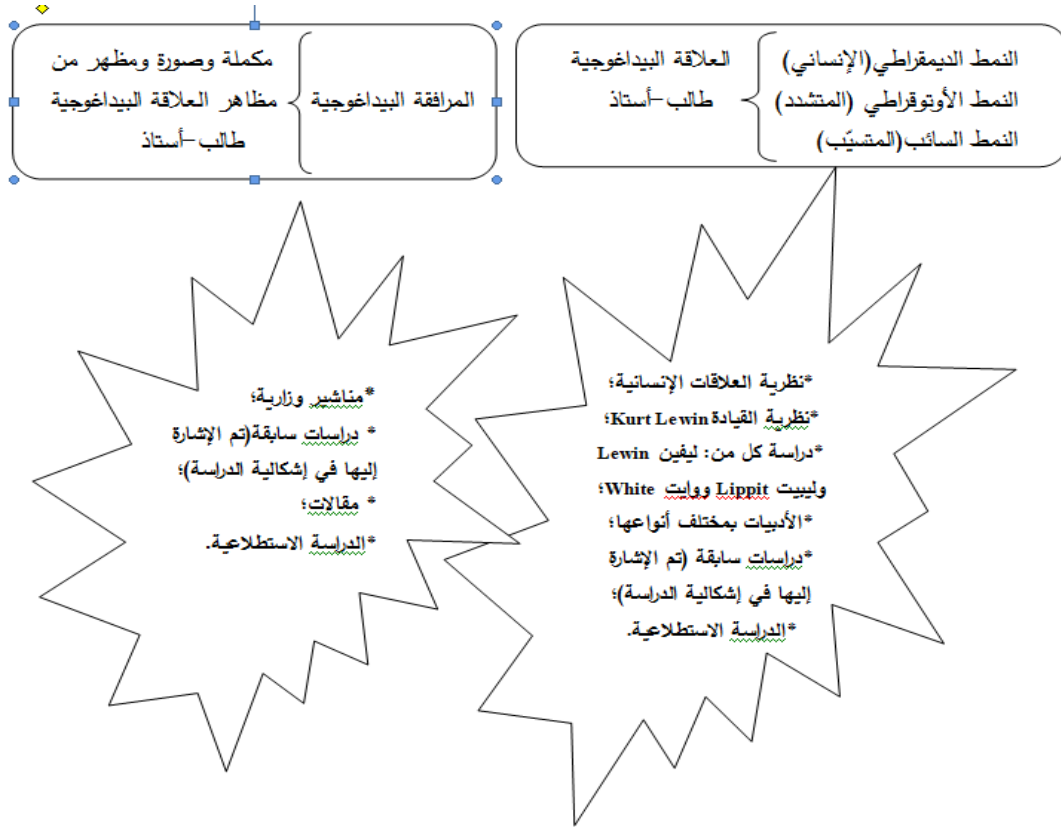 النمط الديمقراطي(الإنساني)
النمط الأوتوقراطي (المتشدد)
النمط السائب(المتسيّب)
العلاقة البيداغوجية
طالب-أستاذ
المرافقة البيداغوجية
مكملة وصورة ومظهر من
مظاهر العلاقة البيداغوجية
طالب-أستاذ
*نظرية العلاقات الإنسانية؛
*نظرية القيادة Kurt Lewin؛
*دراسة كل من: ليفين Lewin
وليبيت Lippit ووايت White؛
*الأدبيات بمختلف أنواعها؛
*دراسات سابقة (تم الإشارة
إليها في إشكالية الدراسة)؛
*الدراسة الاستطلاعية.
*مناشير وزارية؛
* دراسات سابقة(تم الإشارة
إليها في إشكالية الدراسة)؛
* مقالات؛
*الدراسة الاستطلاعية.